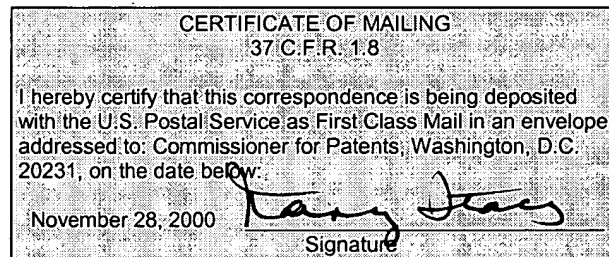 CERTIFICATE OF MAILING
37 C.F.R. 1.8
I hereby certify that this correspondence is being deposited
with the U.S. Postal Service as First Class Mail in an envelope
addressed to: Commissioner for Patents, Washington, D.C.
20231, on the date below:
November 28, 2000
Signature